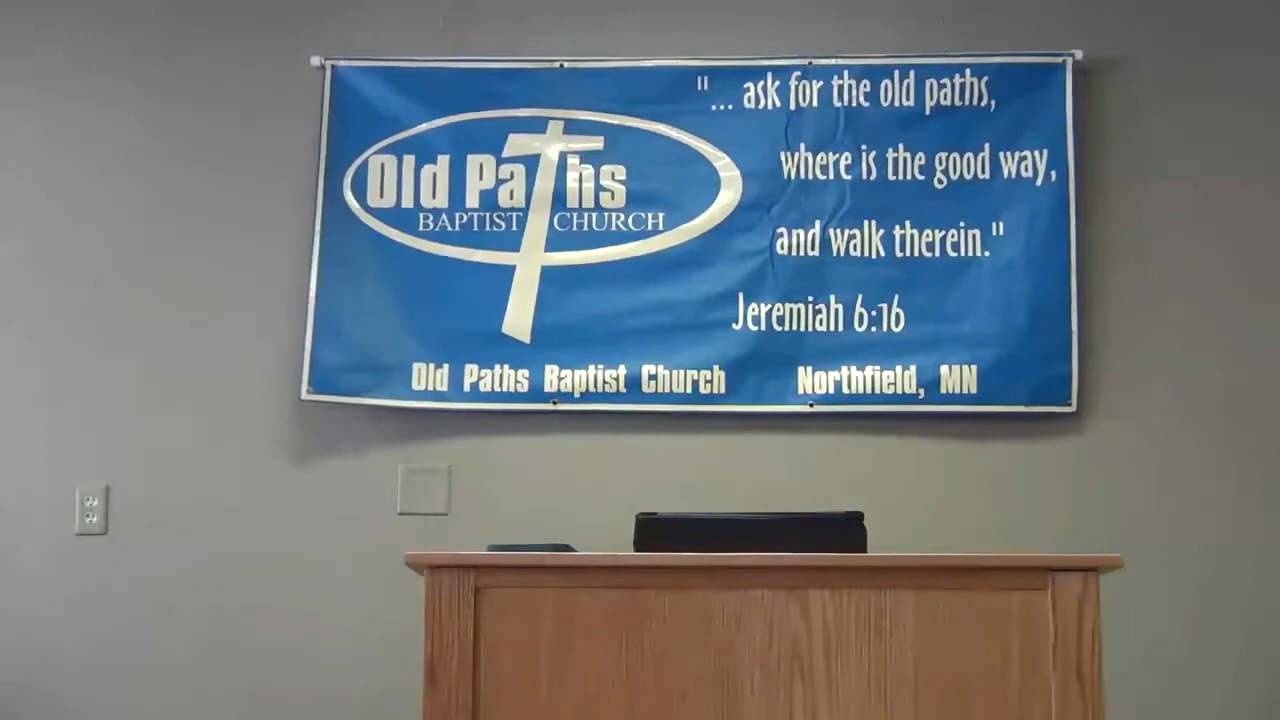 Old Paths
BAPTIST CHURCH
"... ask for the old paths,
where is the good way,
and walk therein."
Jeremiah 6:16
Old Paths Baptist Church Northfield, MN